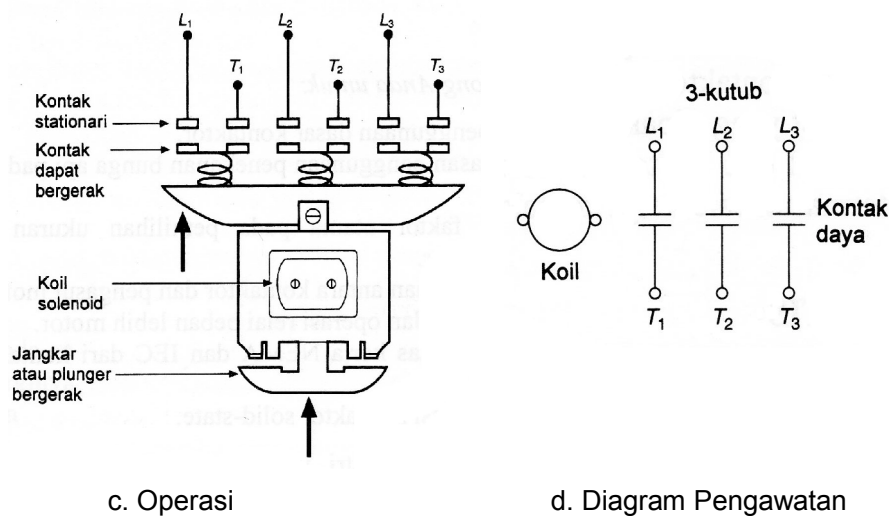 L1 L2 L3
T1 T2 T3
Kontak
stationari
Kontak
dapat
bergerak
Koil
solenoid
Jangkar
atau plunger
bergerak
c. Operasi
3-kutub
L1 L2 L3
Koil
Kontak
daya
T1 T2 T3
d. Diagram Pengawatan